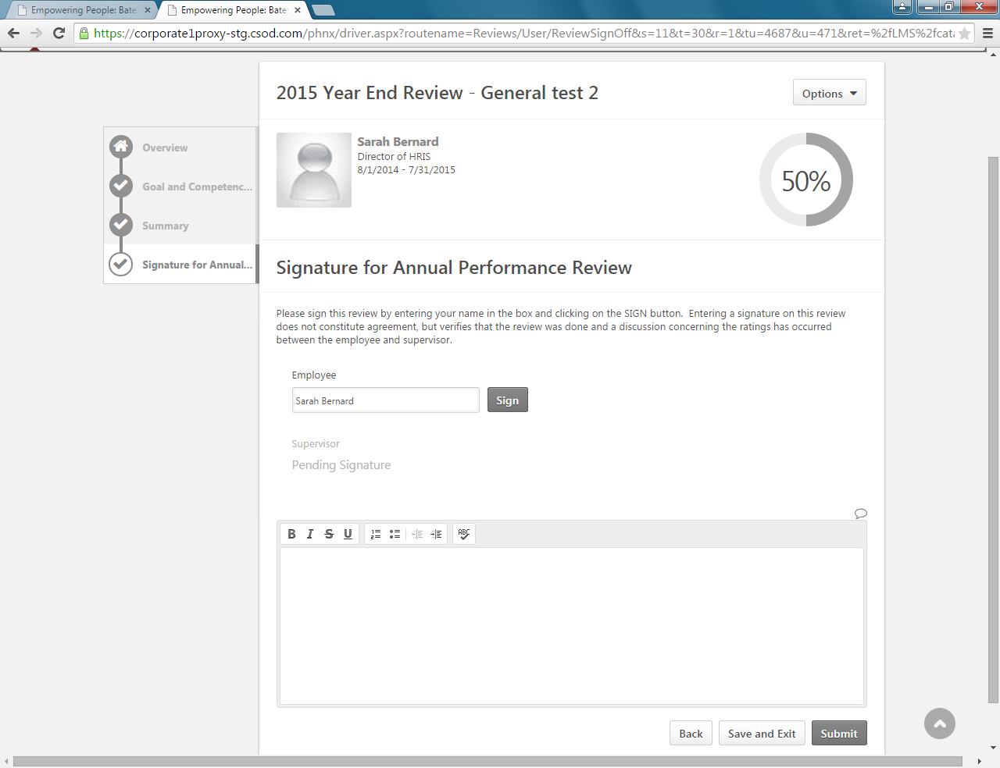 Empowering People: Bate
Empowering People: Bate
https://corporate1proxy-stg.csod.com/phnx/driver.aspx?routename=Reviews/User/ReviewSignOff&s=11&t=30&r=1&tu=4687&u=471&ret=%2fLMS%2fcat
2015 Year End Review - General test 2
Options
Overview
Goal and Competenc...
Summary
Signature for Annual...
Sarah Bernard
Director of HRIS
8/1/2014 - 7/31/2015
50%
Signature for Annual Performance Review
Please sign this review by entering your name in the box and clicking on the SIGN button. Entering a signature on this review
does not constitute agreement, but verifies that the review was done and a discussion concerning the ratings has occurred
between the employee and supervisor.
Employee
Sarah Bernard
Sign
Supervisor
Pending Signature
B I S U
ABC
Back
Save and Exit
Submit